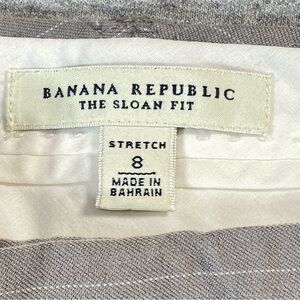 BANANA REPUBLIC
THE SLOAN FIT
STRETCH
8
MADE IN
BAHRAIN